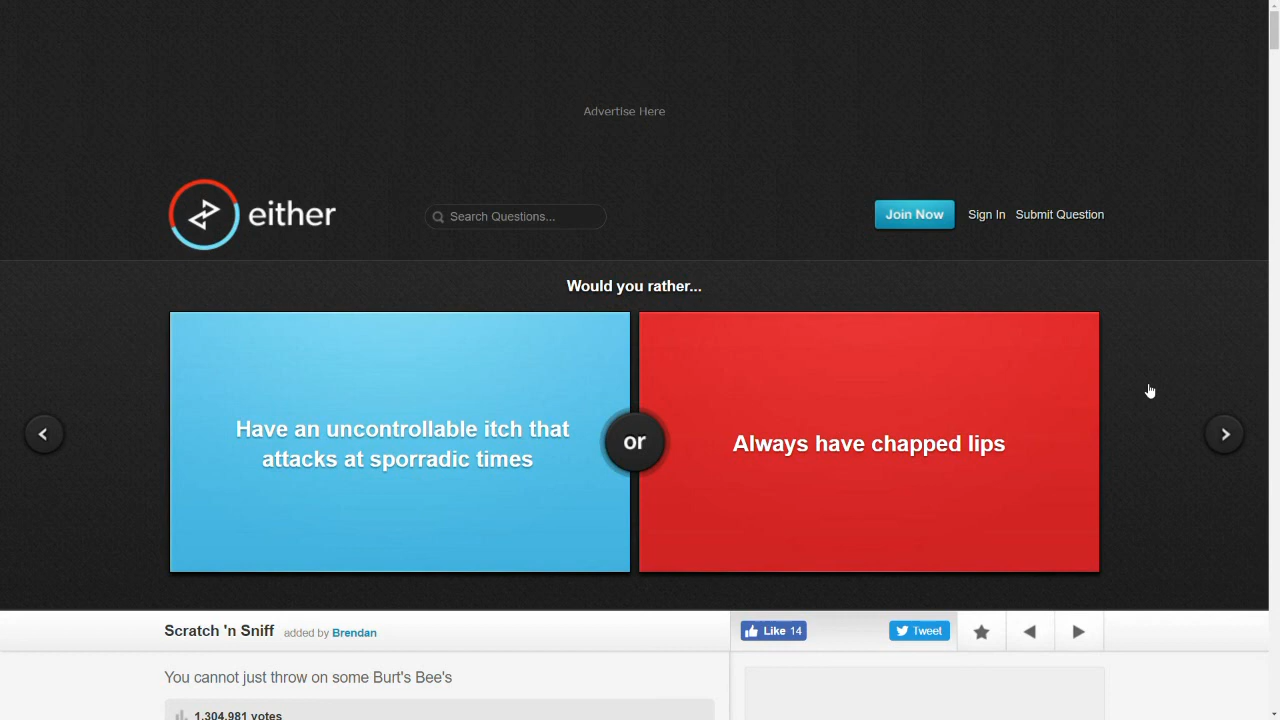 Advertise Here
either
Search Questions...
Join Now Sign In Submit Question
Would you rather...
Have an uncontrollable itch that
attacks at sporradic times
or
Always have chapped lips
Scratch 'n Sniff added by Brendan
Like 14
Tweet
You cannot just throw on some Burt's Bee's
1,304,981 votes